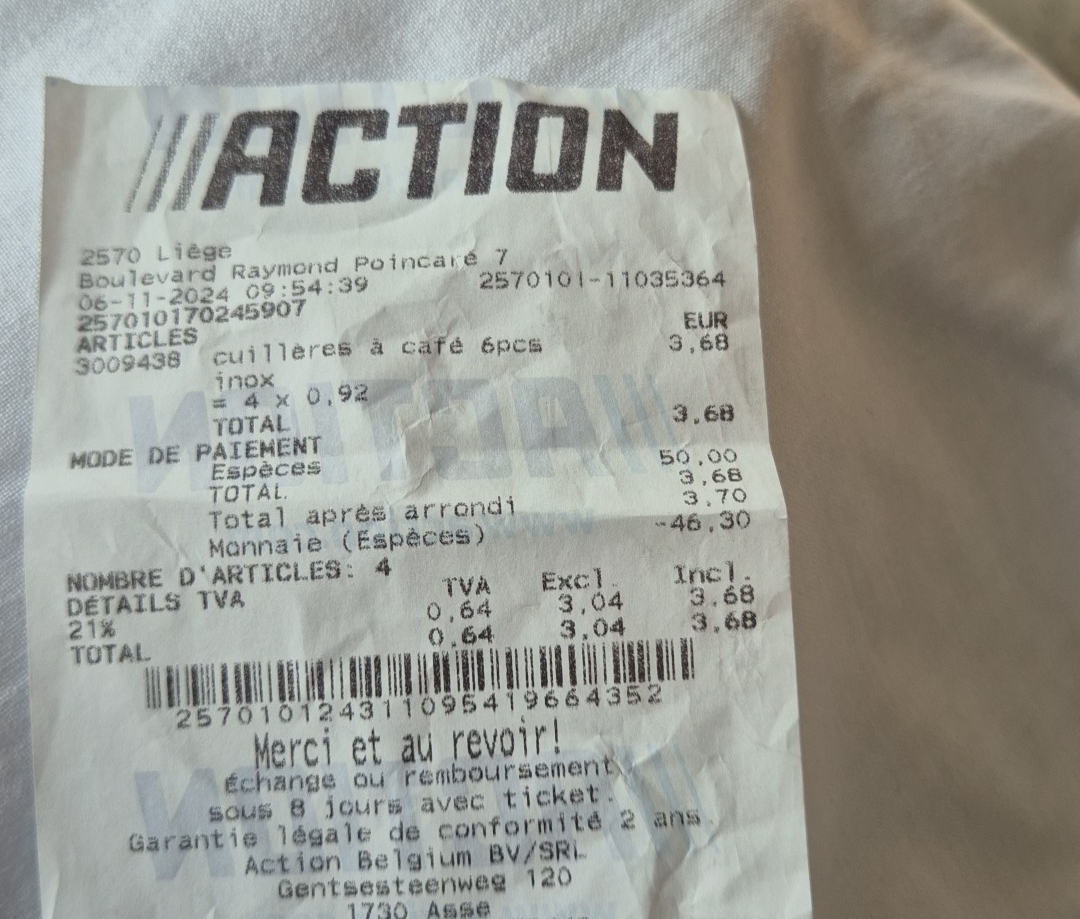 ACTION
2570 Liège
Boulevard Raymond Poincaré 7
06-11-2024 09:54:39 2570101-11035364
257010170245907
ARTICLES EUR
3009438 cuillères à café 6pcs 3,68
inox
= 4 x 0,92
TOTAL 3,68
MODE DE PAIEMENT
Espèces 50,00
TOTAL 3,68
Total après arrondi 3,70
Monnaie (Espèces) -46,30
NOMBRE D'ARTICLES: 4
DÉTAILS TVA TVA Excl. Incl.
21% 0,64 3,04 3,68
TOTAL 0,64 3,04 3,68
257010124311095419664352
Merci et au revoir!
Échange ou remboursement
sous 8 jours avec ticket.
Garantie légale de conformité 2 ans.
Action Belgium BV/SRL
Gentsesteenweg 120
1730 Asse